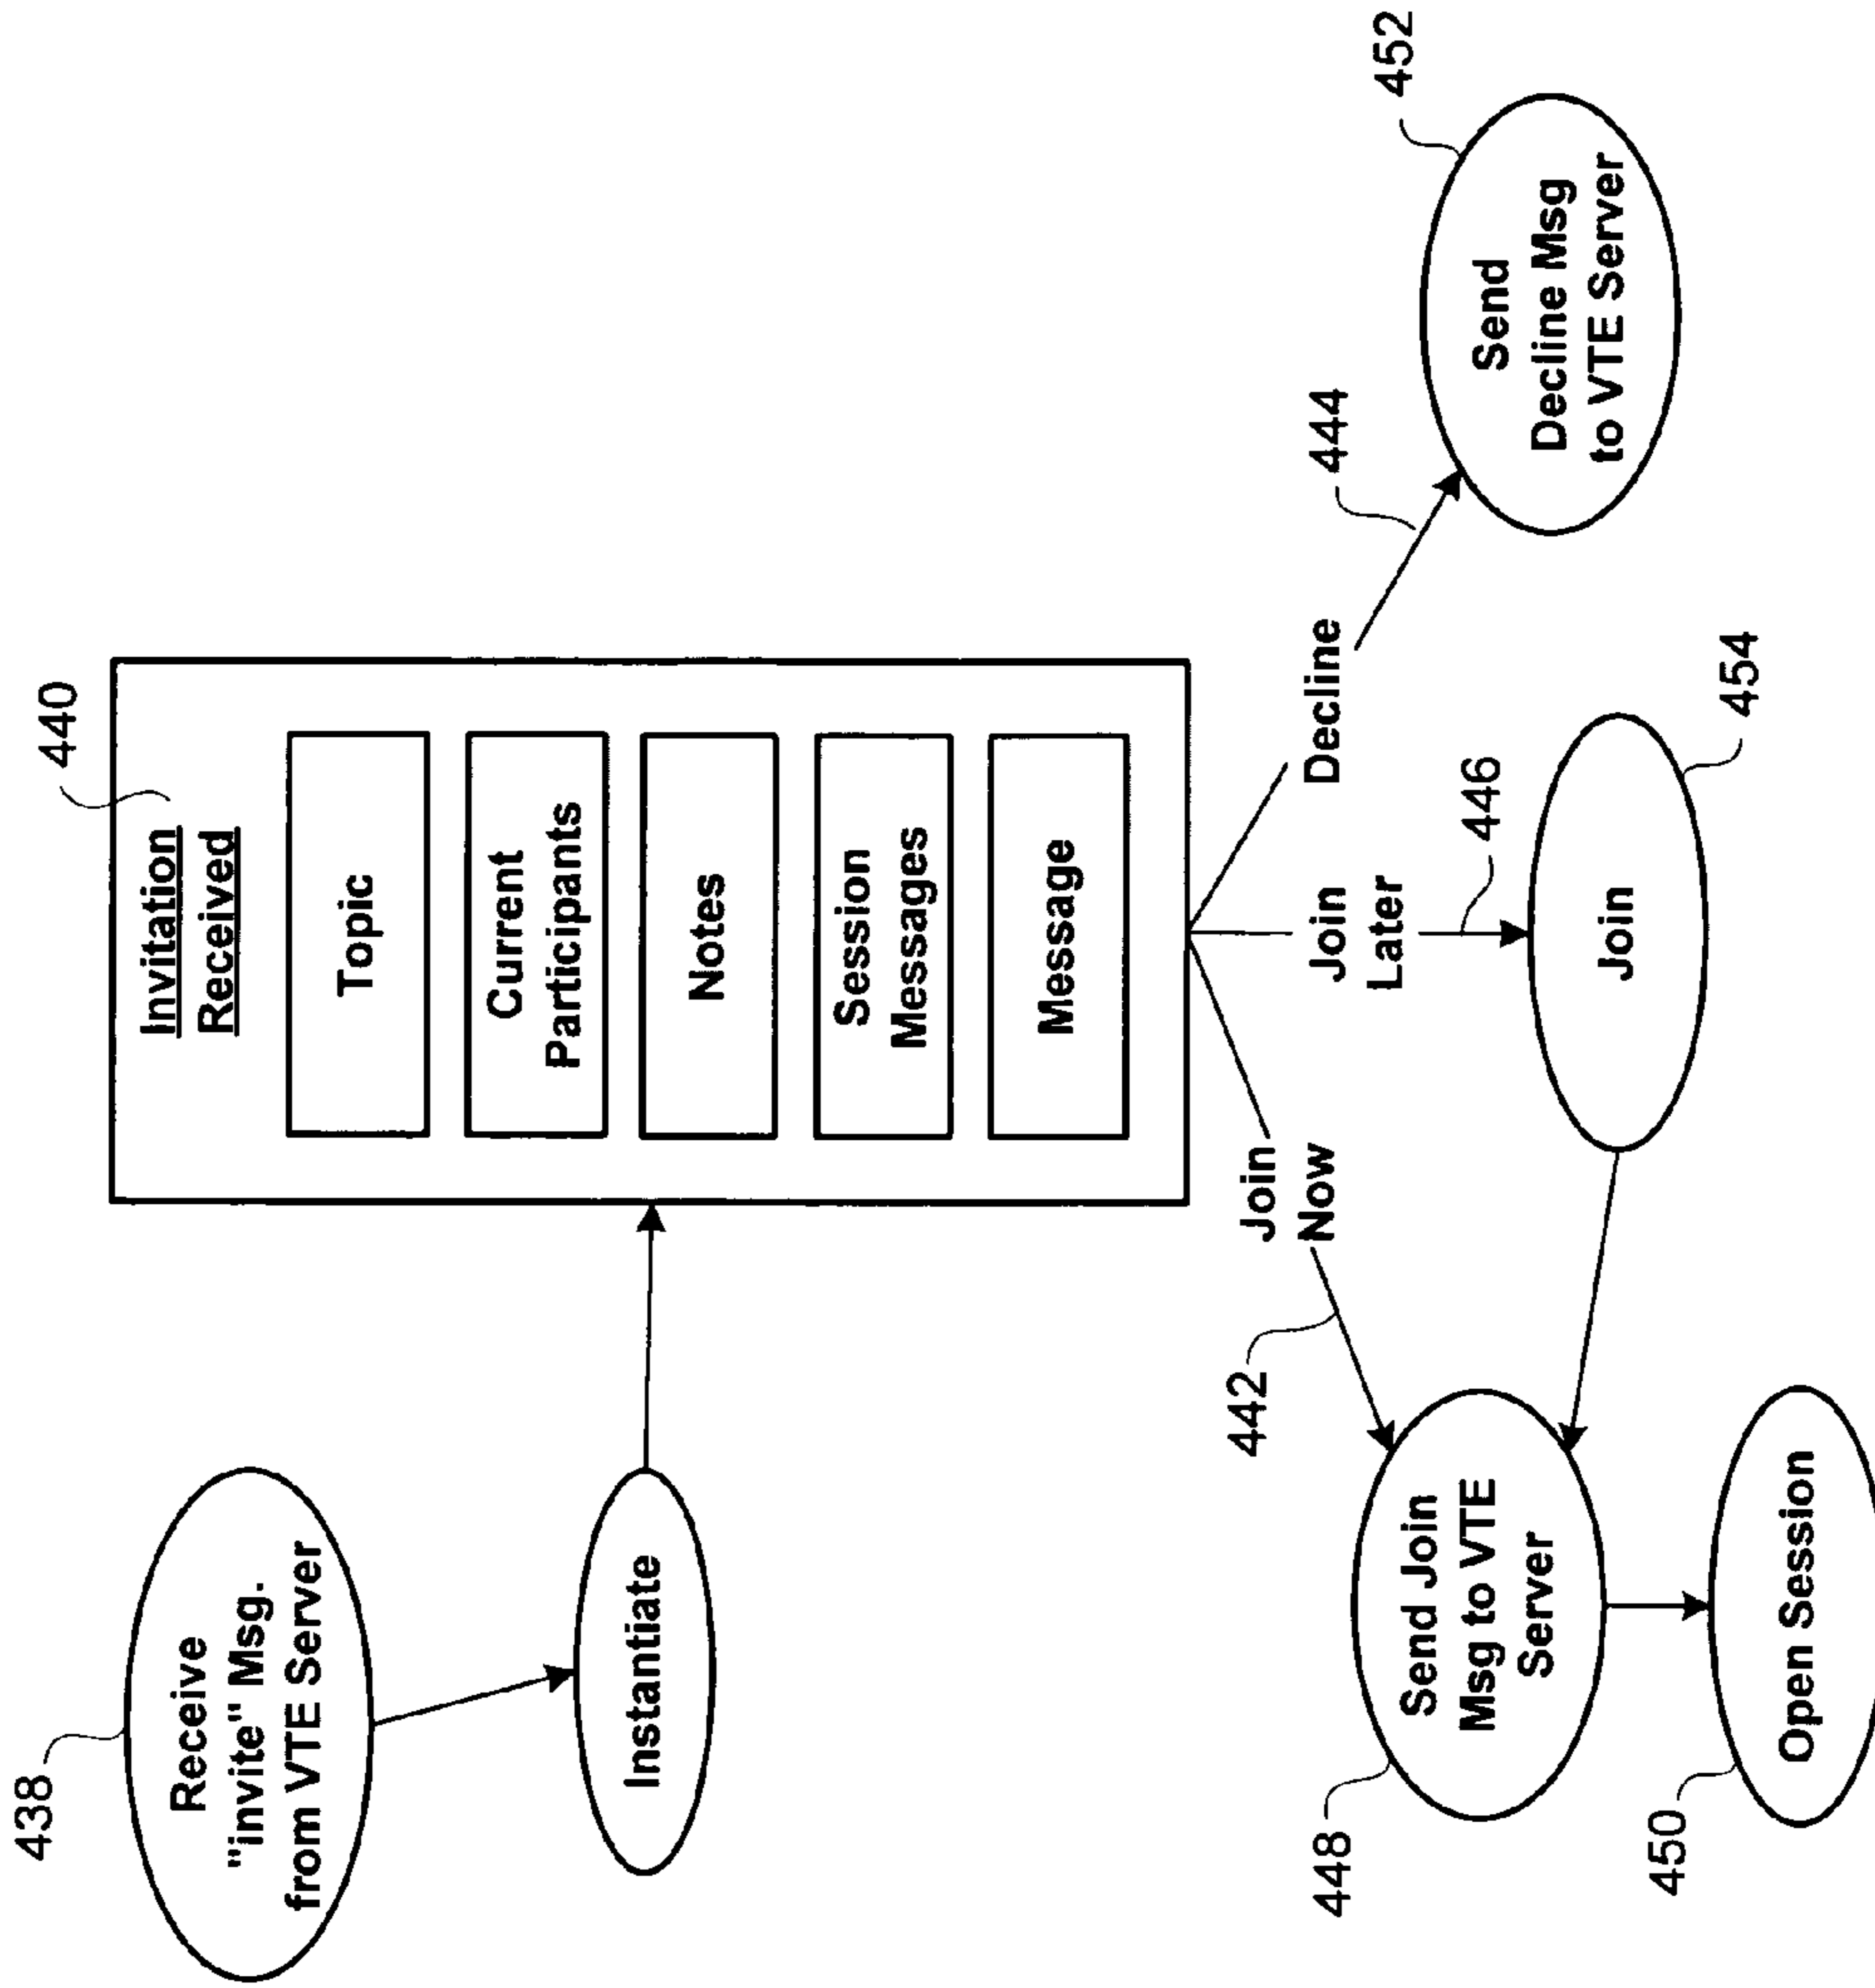 438
Receive
"invite" Msg.
from VTE Server
Instantiate
440
Invitation
Received
Topic
Current
Participants
Notes
Session
Messages
Message
Join
Now
442
Join
Later
446
Decline
444
448
Send Join
Msg to VTE
Server
450
Open Session
Join
454
Send
Decline Msg
to VTE Server
452